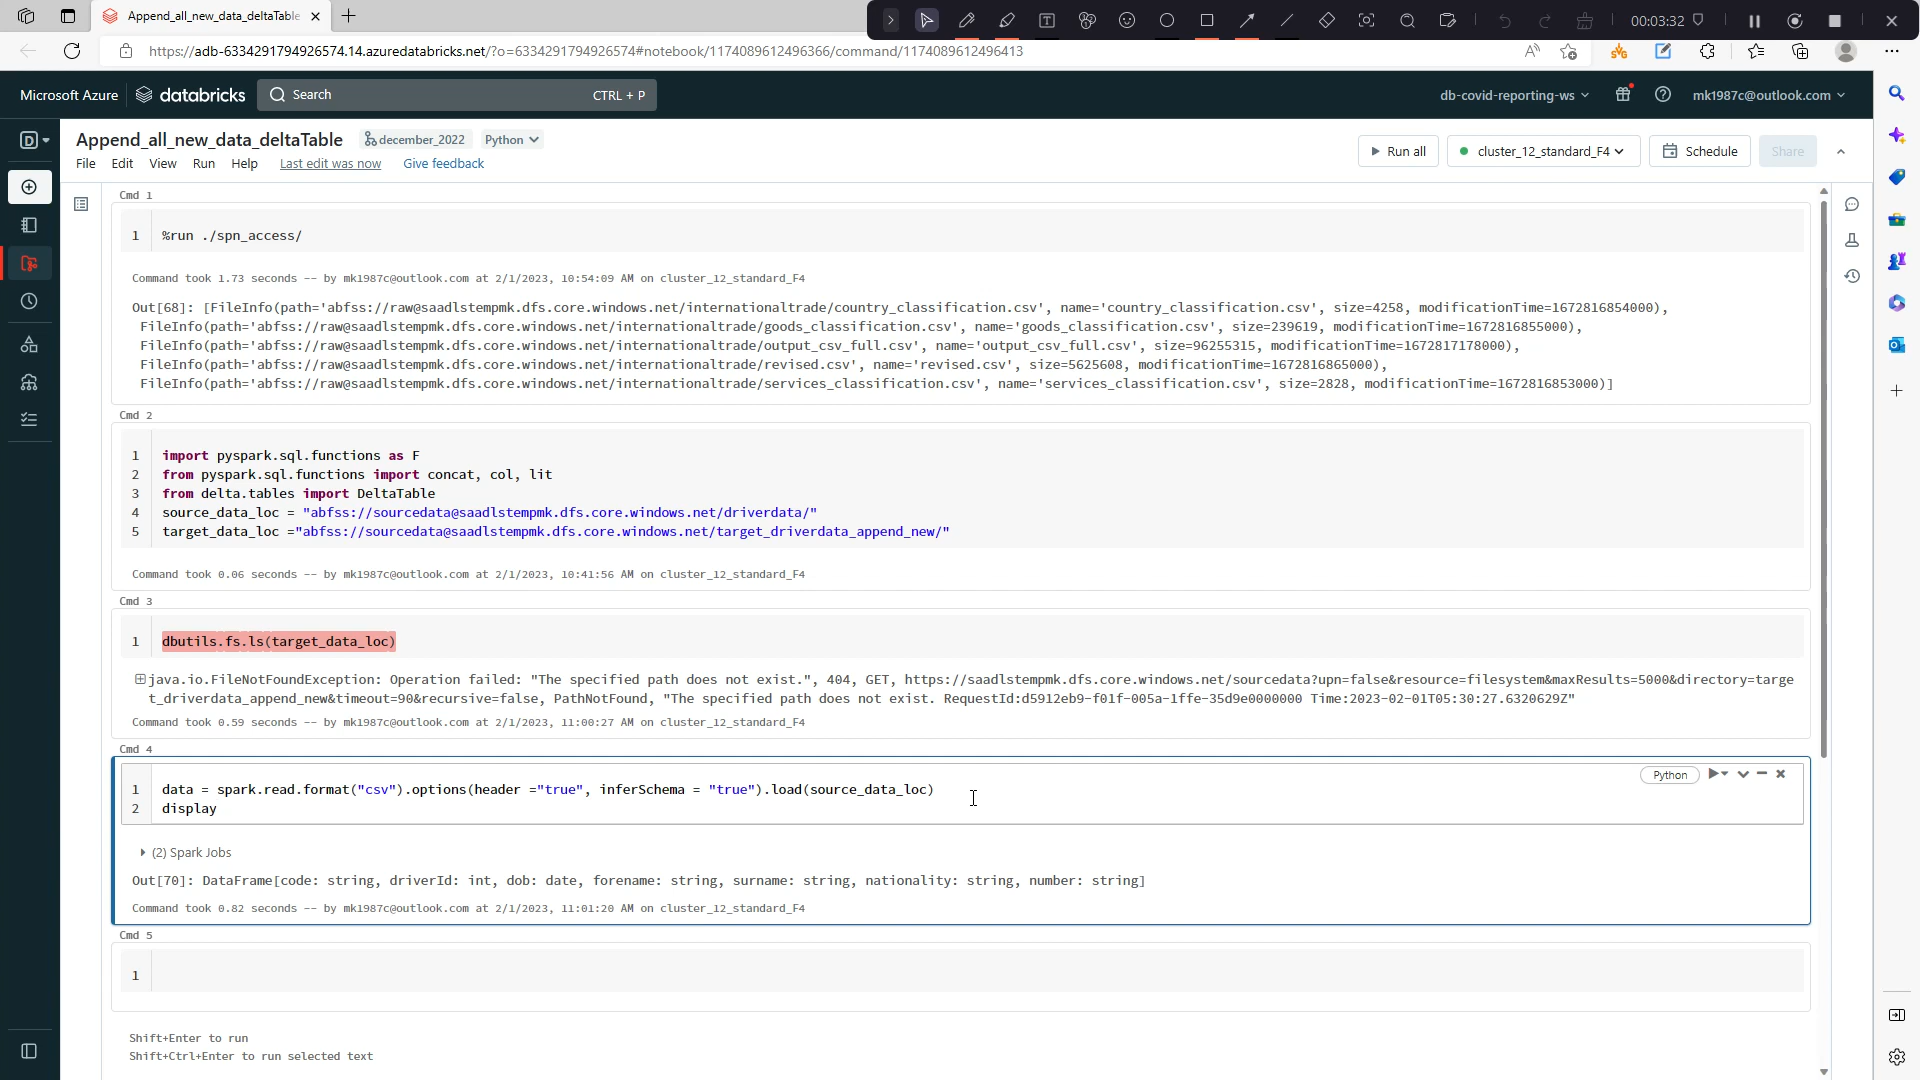 Append_all_new_data_deltaTable
00:03:32
https://adb-6334291794926574.14.azuredatabricks.net/?o=6334291794926574#notebook/1174089612496366/command/1174089612496413
Microsoft Azure databricks Search CTRL + P db-covid-reporting-ws mk1987c@outlook.com
D Append_all_new_data_deltaTable december_2022 Python
File Edit View Run Help Last edit was now Give feedback
Run all cluster_12_standard_F4 Schedule Share
Cmd 1
1 %run ./spn_access/
Command took 1.73 seconds -- by mk1987c@outlook.com at 2/1/2023, 10:54:09 AM on cluster_12_standard_F4
Out[68]: [FileInfo(path='abfss://raw@saadlstempmk.dfs.core.windows.net/internationaltrade/country_classification.csv', name='country_classification.csv', size=4258, modificationTime=1672816854000),
FileInfo(path='abfss://raw@saadlstempmk.dfs.core.windows.net/internationaltrade/goods_classification.csv', name='goods_classification.csv', size=239619, modificationTime=1672816855000),
FileInfo(path='abfss://raw@saadlstempmk.dfs.core.windows.net/internationaltrade/output_csv_full.csv', name='output_csv_full.csv', size=96255315, modificationTime=1672817178000),
FileInfo(path='abfss://raw@saadlstempmk.dfs.core.windows.net/internationaltrade/revised.csv', name='revised.csv', size=5625608, modificationTime=1672816865000),
FileInfo(path='abfss://raw@saadlstempmk.dfs.core.windows.net/internationaltrade/services_classification.csv', name='services_classification.csv', size=2828, modificationTime=1672816853000)]
Cmd 2
1 import pyspark.sql.functions as F
2 from pyspark.sql.functions import concat, col, lit
3 from delta.tables import DeltaTable
4 source_data_loc = "abfss://sourcedata@saadlstempmk.dfs.core.windows.net/driverdata/"
5 target_data_loc ="abfss://sourcedata@saadlstempmk.dfs.core.windows.net/target_driverdata_append_new/"
Command took 0.06 seconds -- by mk1987c@outlook.com at 2/1/2023, 10:41:56 AM on cluster_12_standard_F4
Cmd 3
1 dbutils.fs.ls(target_data_loc)
java.io.FileNotFoundException: Operation failed: "The specified path does not exist.", 404, GET, https://saadlstempmk.dfs.core.windows.net/sourcedata?upn=false&resource=filesystem&maxResults=5000&directory=targe
t_driverdata_append_new&timeout=90&recursive=false, PathNotFound, "The specified path does not exist. RequestId:d5912eb9-f01f-005a-1ffe-35d9e0000000 Time:2023-02-01T05:30:27.6320629Z"
Command took 0.59 seconds -- by mk1987c@outlook.com at 2/1/2023, 11:00:27 AM on cluster_12_standard_F4
Cmd 4
Python
1 data = spark.read.format("csv").options(header ="true", inferSchema = "true").load(source_data_loc)
2 display
(2) Spark Jobs
Out[70]: DataFrame[code: string, driverId: int, dob: date, forename: string, surname: string, nationality: string, number: string]
Command took 0.82 seconds -- by mk1987c@outlook.com at 2/1/2023, 11:01:20 AM on cluster_12_standard_F4
Cmd 5
1
Shift+Enter to run
Shift+Ctrl+Enter to run selected text